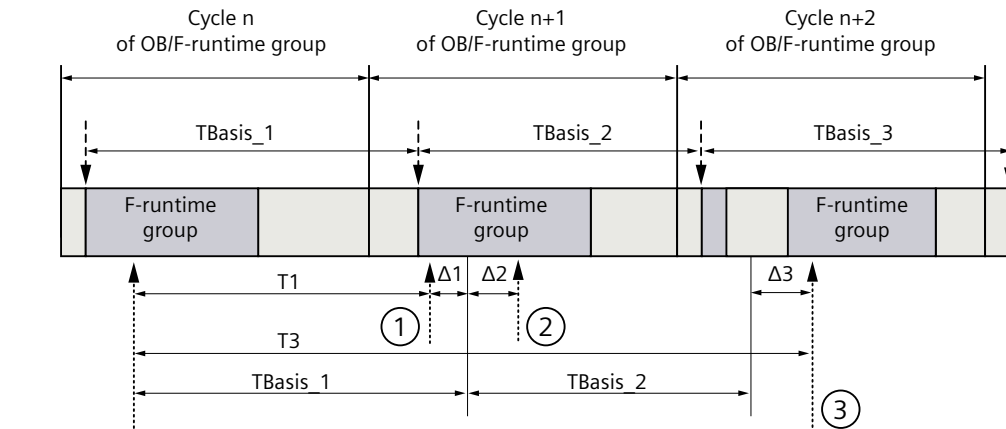 Cycle n
of OB/F-runtime group
Cycle n+1
of OB/F-runtime group
Cycle n+2
of OB/F-runtime group
TBasis_1
TBasis_2
TBasis_3
F-runtime
group
F-runtime
group
F-runtime
group
T1
Δ1
Δ2
Δ3
1
2
T3
TBasis_1
TBasis_2
3